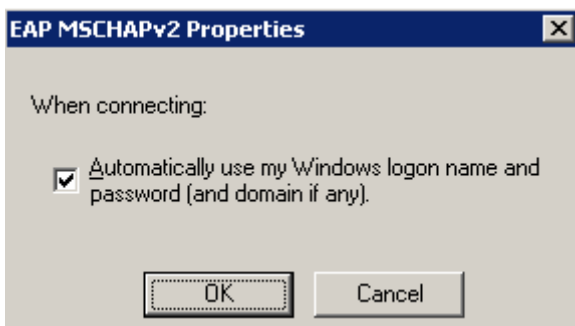 EAP MSCHAPv2 Properties
When connecting:
Automatically use my Windows logon name and
password (and domain if any).
OK Cancel